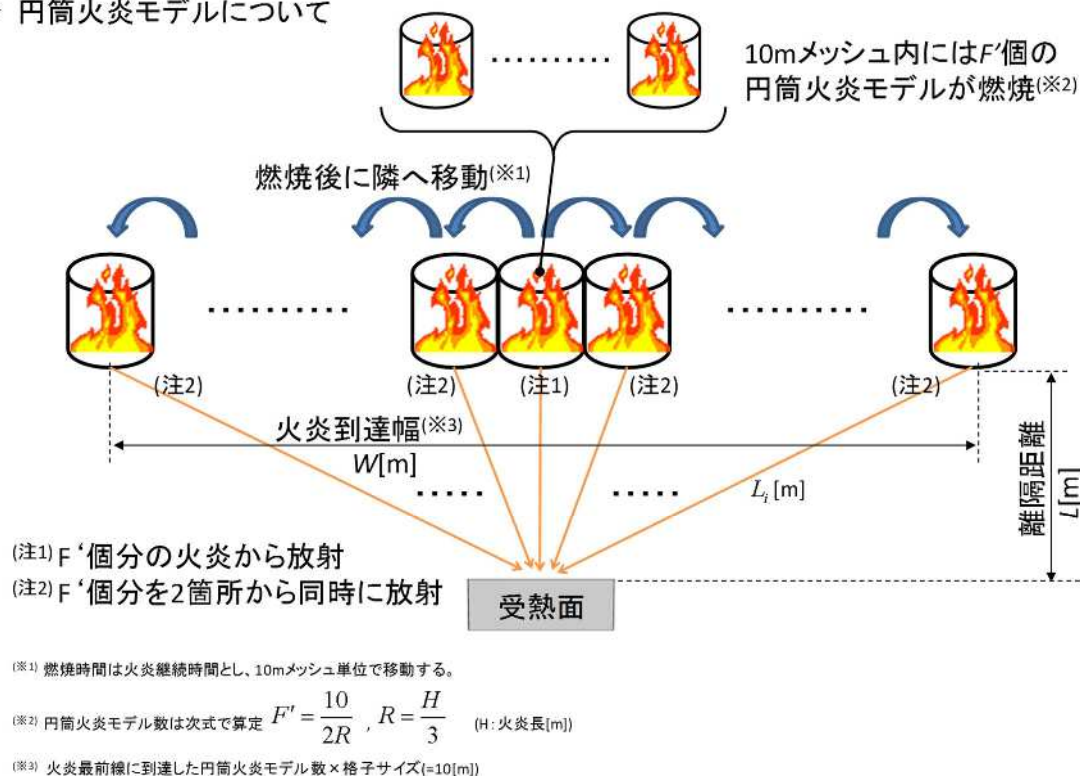 円筒火炎モデルについて
10mメッシュ内にはF'個の
円筒火炎モデルが燃焼(※2)
燃焼後に隣へ移動(※1)
(注2)
(注2)
(注1)
(注2)
(注2)
火炎到達幅(※3)
W[m]
L_i [m]
離隔距離
L[m]
(注1) F ‘個分の火炎から放射
(注2) F ‘個分を2箇所から同時に放射
受熱面
(※1) 燃焼時間は火炎継続時間とし、10mメッシュ単位で移動する。
(※2) 円筒火炎モデル数は次式で算定 F' = 10/2R , R = H/3 (H:火炎長[m])
(※3) 火炎最前線に到達した円筒火炎モデル数×格子サイズ(=10[m])